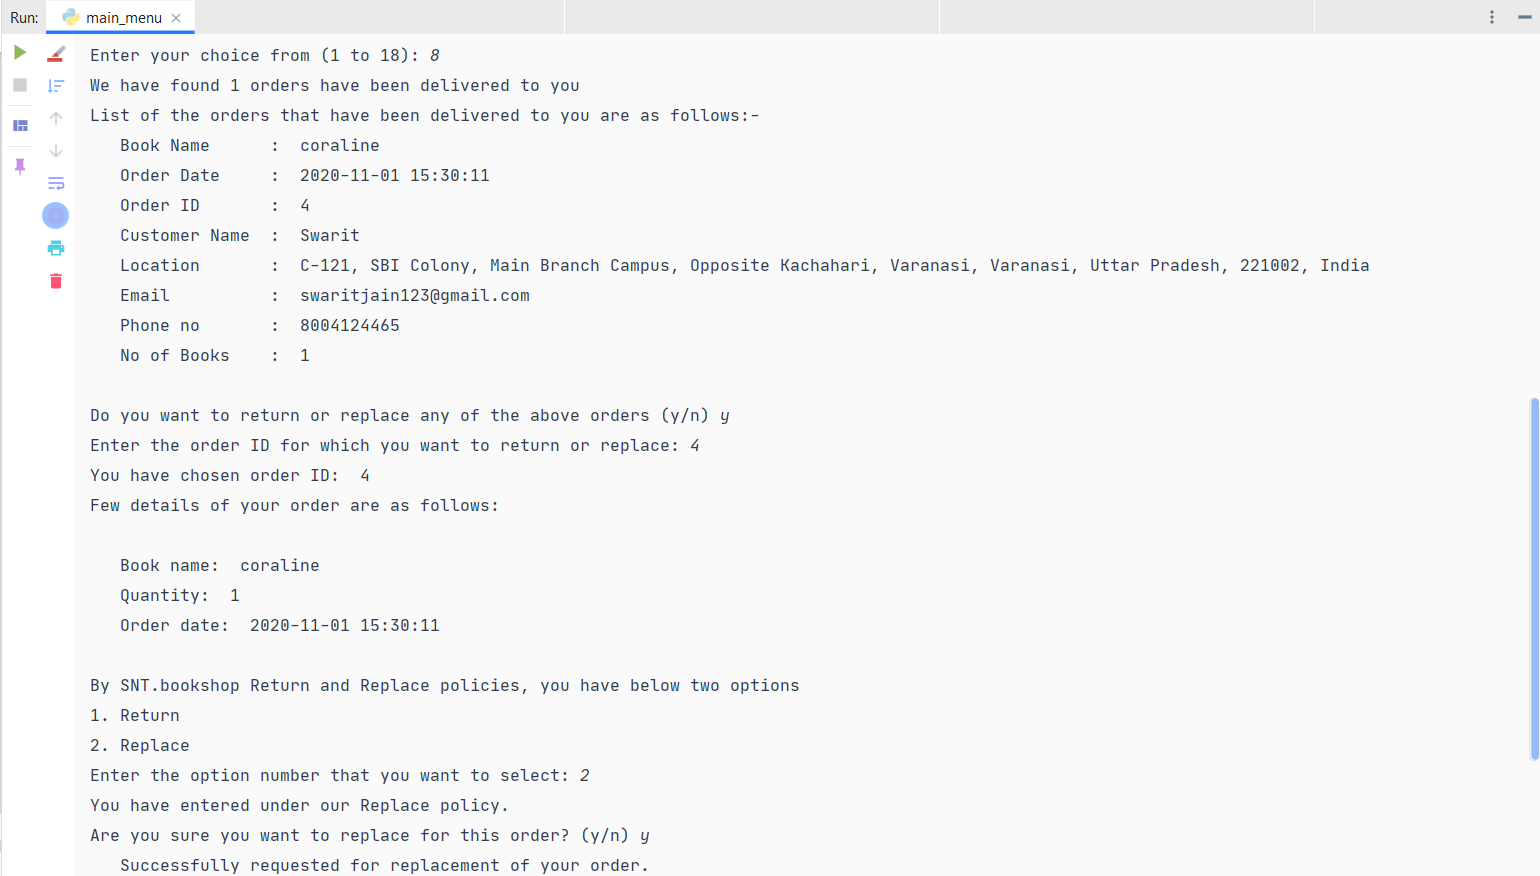 Run: main_menu
Enter your choice from (1 to 18): 8
We have found 1 orders have been delivered to you
List of the orders that have been delivered to you are as follows:-
Book Name : coraline
Order Date : 2020-11-01 15:30:11
Order ID : 4
Customer Name : Swarit
Location : C-121, SBI Colony, Main Branch Campus, Opposite Kachahari, Varanasi, Varanasi, Uttar Pradesh, 221002, India
Email : swaritjain123@gmail.com
Phone no : 8004124465
No of Books : 1
Do you want to return or replace any of the above orders (y/n) y
Enter the order ID for which you want to return or replace: 4
You have chosen order ID: 4
Few details of your order are as follows:
Book name: coraline
Quantity: 1
Order date: 2020-11-01 15:30:11
By SNT.bookshop Return and Replace policies, you have below two options
1. Return
2. Replace
Enter the option number that you want to select: 2
You have entered under our Replace policy.
Are you sure you want to replace for this order? (y/n) y
Successfully requested for replacement of your order.